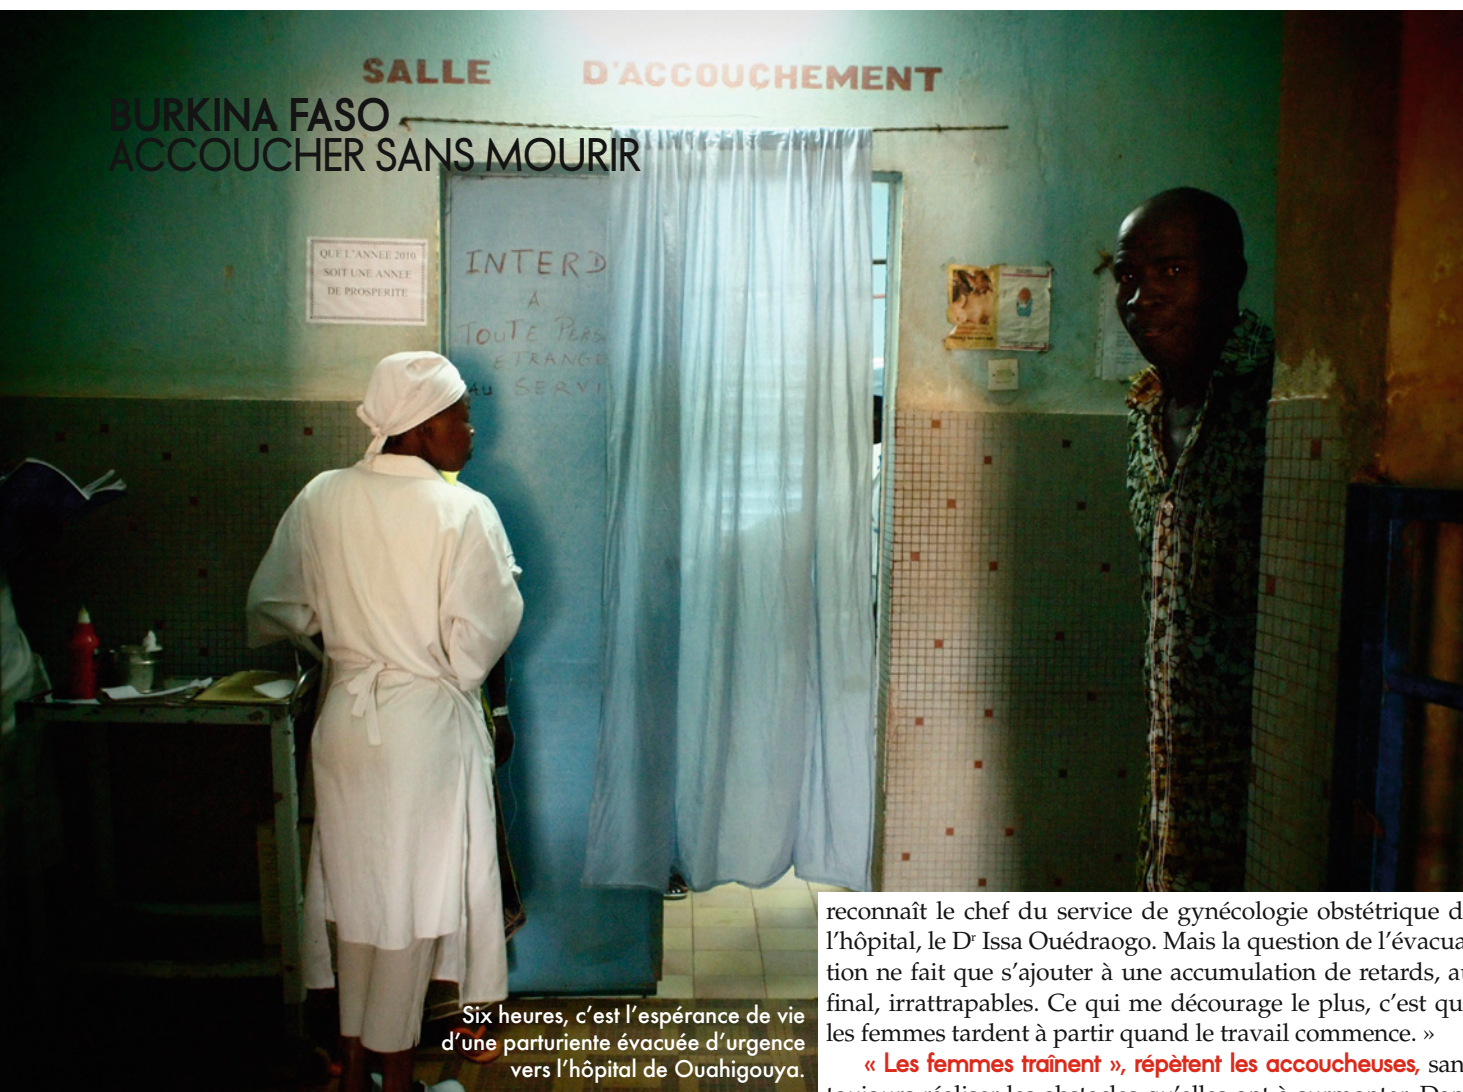 SALLE D'ACCOUCHEMENT
BURKINA FASO
ACCOUCHER SANS MOURIR
QUE L'ANNEE 2010
SOIT UNE ANNEE
DE PROSPERITE
INTERD
A
TOUTE PERS
ETRANGE
AU SERVI
Six heures, c'est l'espérance de vie
d'une parturiente évacuée d'urgence
vers l'hôpital de Ouahigouya.
reconnaît le chef du service de gynécologie obstétrique d
l'hôpital, le Dr Issa Ouédraogo. Mais la question de l'évacua
tion ne fait que s'ajouter à une accumulation de retards, au
final, irrattrapables. Ce qui me décourage le plus, c'est qu
les femmes tardent à partir quand le travail commence. »
« Les femmes traînent », répètent les accoucheuses, san